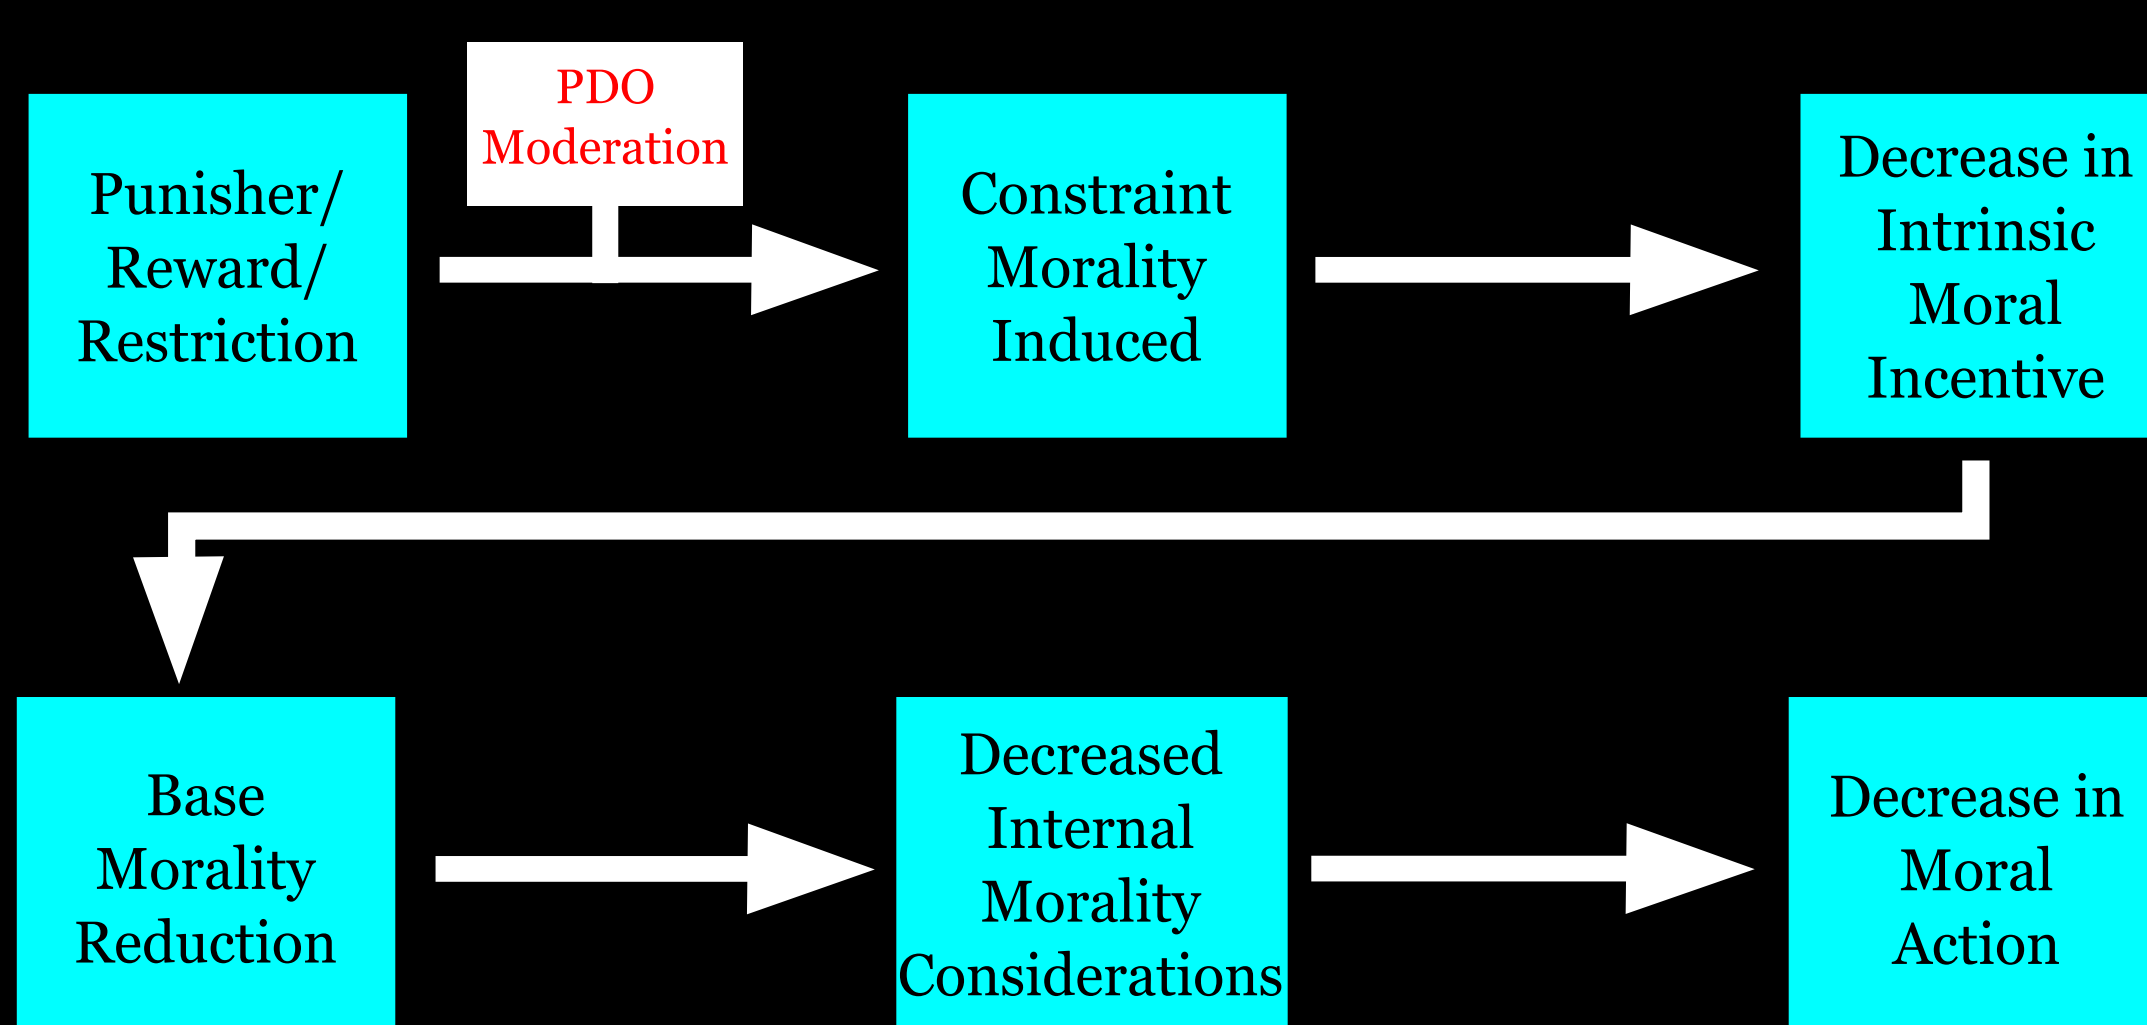 Punisher/
Reward/
Restriction
PDO
Moderation
Constraint
Morality
Induced
Decrease in
Intrinsic
Moral
Incentive
Base
Morality
Reduction
Decreased
Internal
Morality
Considerations
Decrease in
Moral
Action